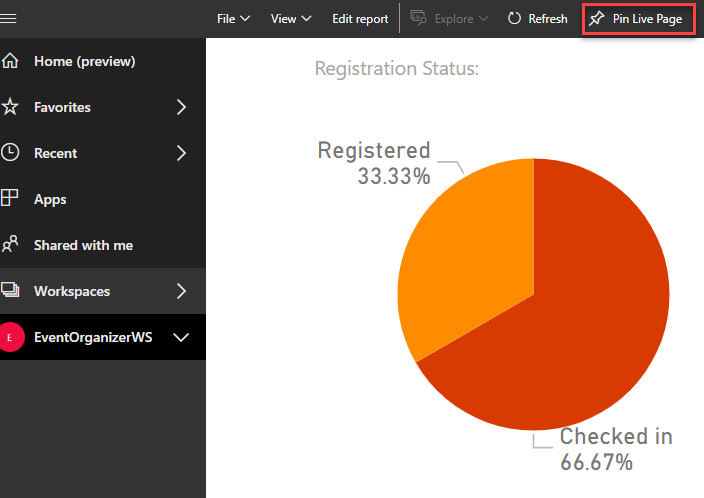 File View Edit report Explore Refresh Pin Live Page
Home (preview)
Favorites
Recent
Apps
Shared with me
Workspaces
E EventOrganizerWS
Registration Status:
Registered
33.33%
Checked in
66.67%